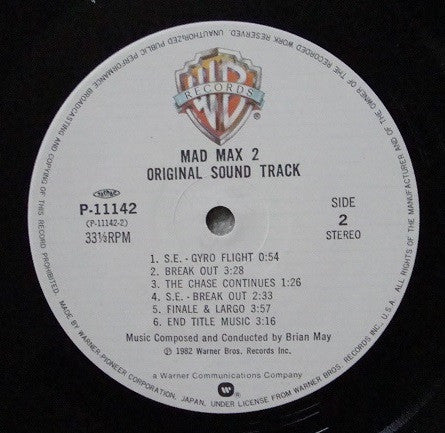 UNAUTHORIZED PUBLIC PERFORMANCE BROADCASTING AND COPYING OF THIS RECORD PROHIBITED.
ALL RIGHTS OF THE MANUFACTURER AND OF THE OWNER OF THE RECORDED WORK RESERVED.
WB
RECORDS
MAD MAX 2
ORIGINAL SOUND TRACK
P-11142
(P-11142-2)
33⅓RPM
SIDE
2
STEREO
1. S.E. - GYRO FLIGHT 0:54
2. BREAK OUT 3:28
3. THE CHASE CONTINUES 1:26
4. S.E. - BREAK OUT 2:33
5. FINALE & LARGO 3:57
6. END TITLE MUSIC 3:16
Music Composed and Conducted by Brian May
℗ 1982 Warner Bros. Records Inc.
a Warner Communications Company
MADE BY WARNER-PIONEER CORPORATION, JAPAN, UNDER LICENSE FROM WARNER BROS. RECORDS INC., U.S.A.